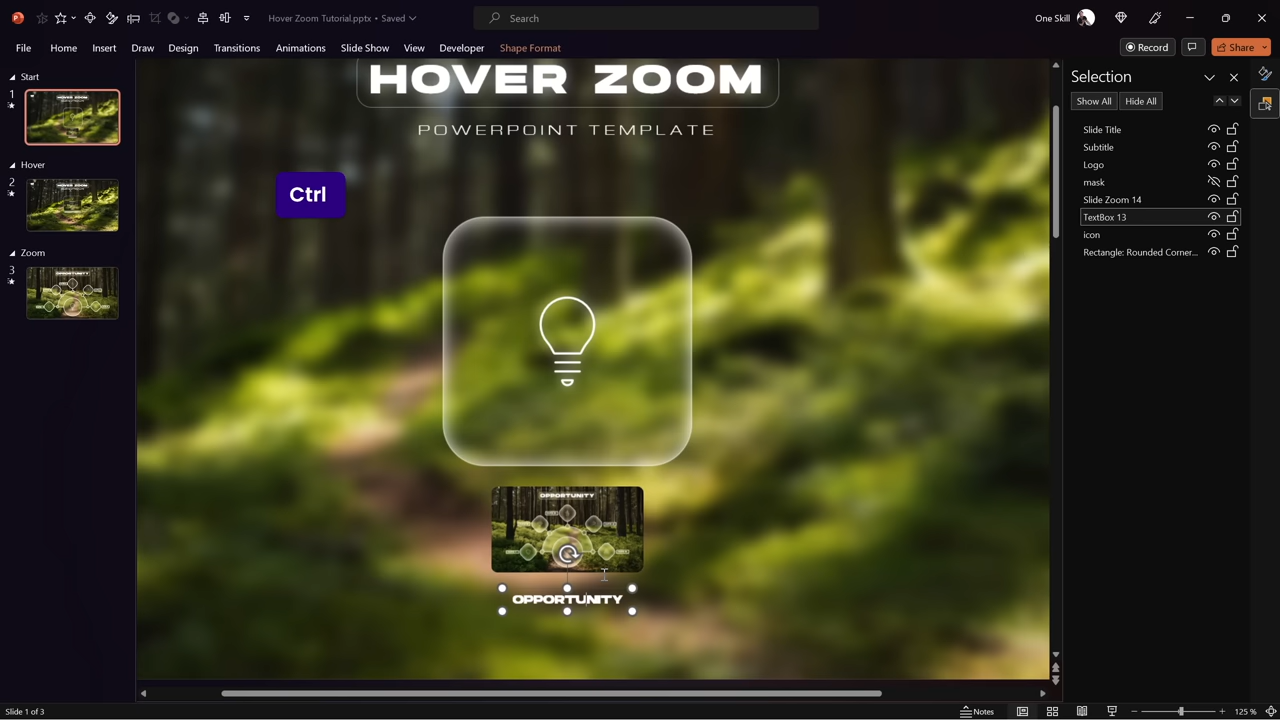 Hover Zoom Tutorial.pptx • Saved
Search
One Skill
File
Home
Insert
Draw
Design
Transitions
Animations
Slide Show
View
Developer
Shape Format
Record
Share
Start
1
Hover
2
Zoom
3
HOVER ZOOM
POWERPOINT TEMPLATE
Ctrl
OPPORTUNITY
OPPORTUNITY
Selection
Show All
Hide All
Slide Title
Subtitle
Logo
mask
Slide Zoom 14
TextBox 13
icon
Rectangle: Rounded Corner...
Slide 1 of 3
Notes
125 %